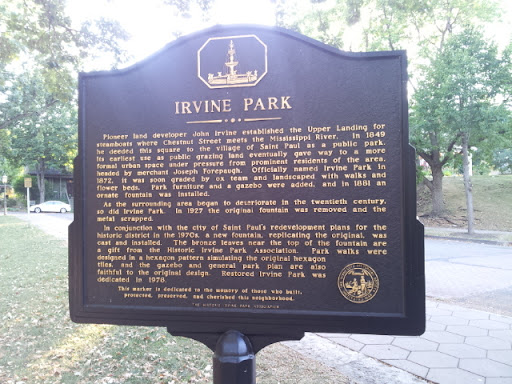 IRVINE PARK
Pioneer land developer John Irvine established the Upper Landing for
steamboats where Chestnut Street meets the Mississippi River. In 1849
he deeded this square to the village of Saint Paul as a public park.
Its earliest use as public grazing land eventually gave way to a more
formal urban space under pressure from prominent residents of the area,
headed by merchant Joseph Forepaugh. Officially named Irvine Park in
1872, it was soon graded by ox team and landscaped with walks and
flower beds. Park furniture and a gazebo were added, and in 1881 an
ornate fountain was installed.
As the surrounding area began to deteriorate in the twentieth century,
so did Irvine Park. In 1927 the original fountain was removed and the
metal scrapped.
In conjunction with the city of Saint Paul's redevelopment plans for the
historic district in the 1970s, a new fountain, replicating the original, was
cast and installed. The bronze leaves near the top of the fountain are
a gift from the Historic Irvine Park Association. Park walks were
designed in a hexagon pattern simulating the original hexagon
tiles, and the gazebo and general park plan are also
faithful to the original design. Restored Irvine Park was
dedicated in 1978.
This marker is dedicated to the memory of those who built,
protected, preserved, and cherished this neighborhood.
THE HISTORIC IRVINE PARK ASSOCIATION